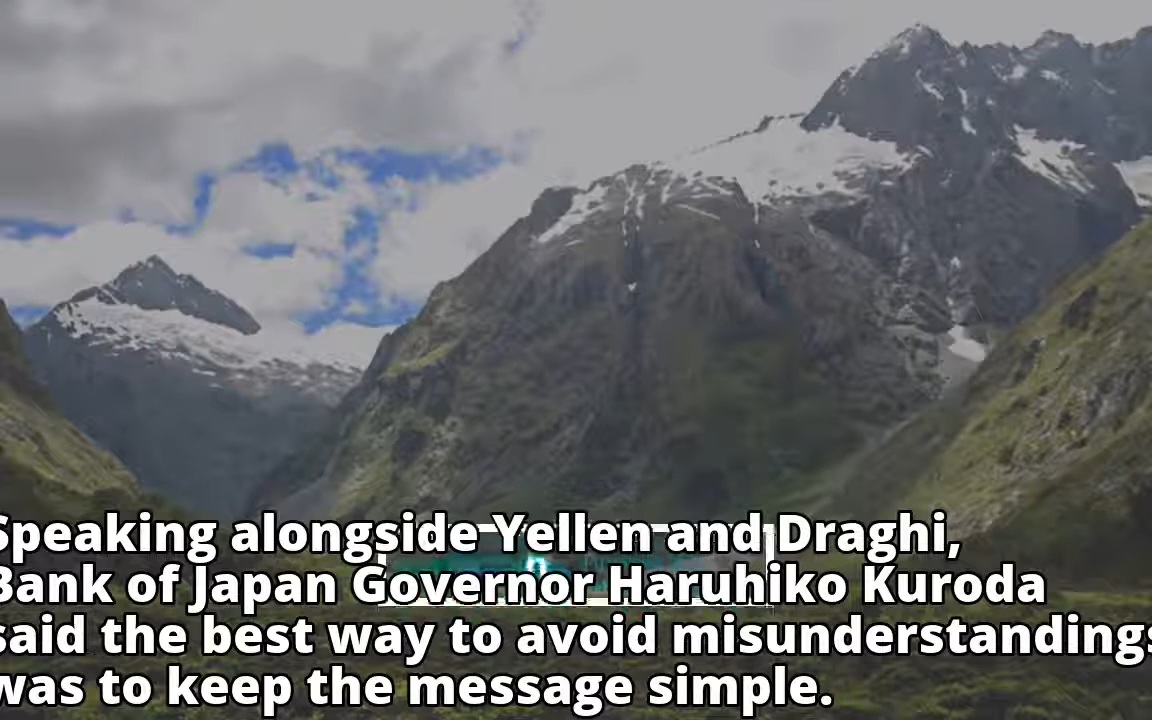 Speaking alongside Yellen and Draghi,
Bank of Japan Governor Haruhiko Kuroda
said the best way to avoid misunderstandings
was to keep the message simple.